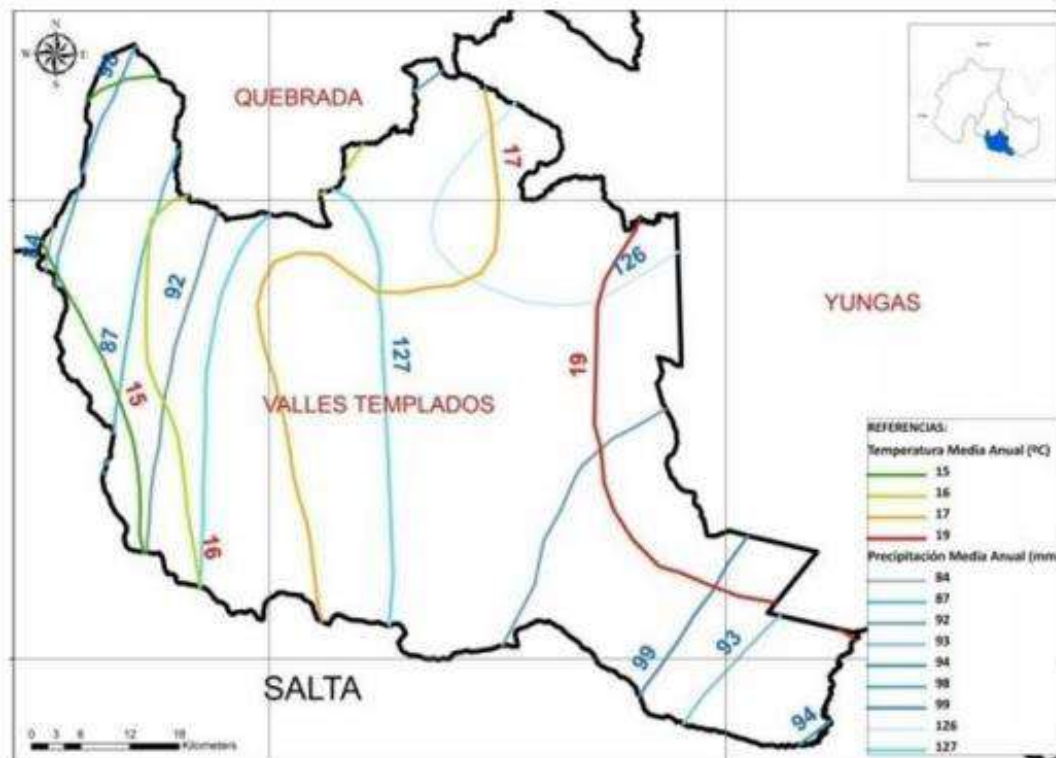 N
W E
S
98
QUEBRADA
17
126
84
92
YUNGAS
87
127
19
15
VALLES TEMPLADOS
16
99
93
94
SALTA
0 3 6 12 18
Kilometers
REFERENCIAS:
Temperatura Media Anual (ºC)
15
16
17
19
Precipitación Media Anual (mm
84
87
92
93
94
98
99
126
127